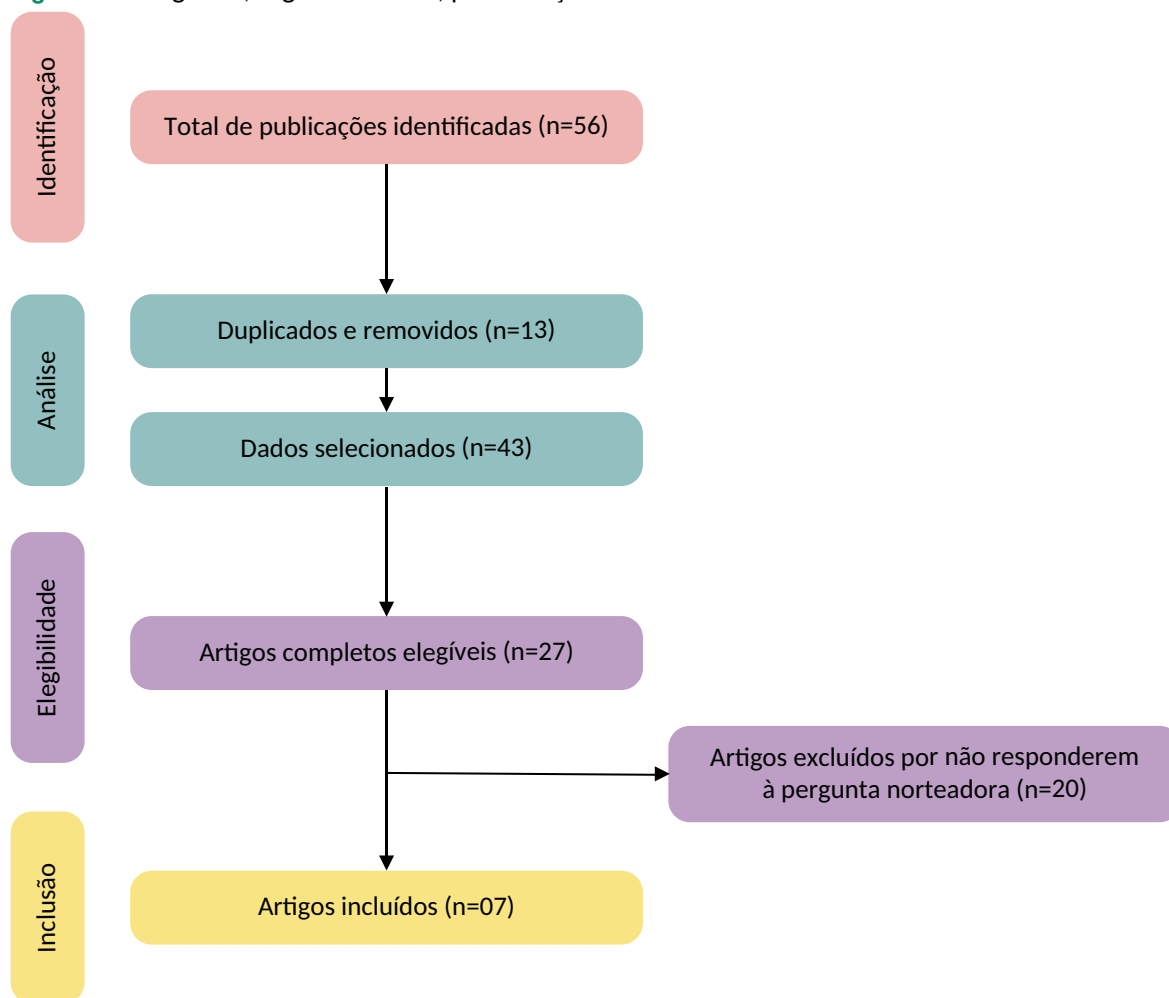 Identificação
Total de publicações identificadas (n=56)
Análise
Duplicados e removidos (n=13)
Dados selecionados (n=43)
Elegibilidade
Artigos completos elegíveis (n=27)
Artigos excluídos por não responderem
à pergunta norteadora (n=20)
Inclusão
Artigos incluídos (n=07)